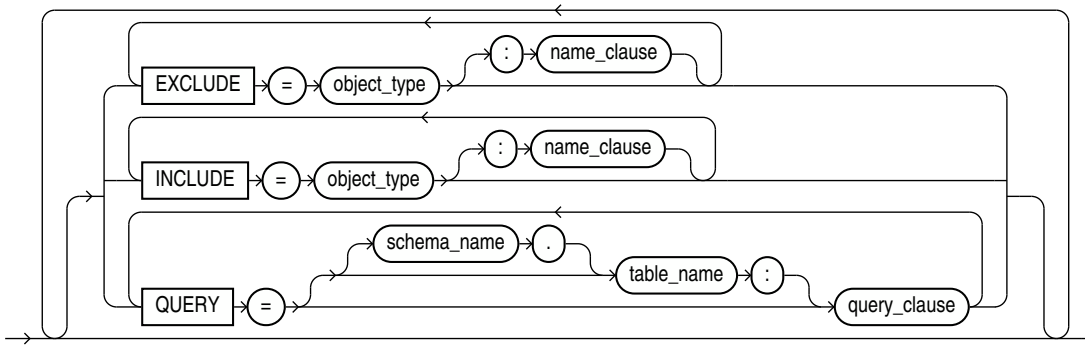 EXCLUDE = object_type : name_clause
INCLUDE = object_type : name_clause
QUERY = schema_name . table_name : query_clause